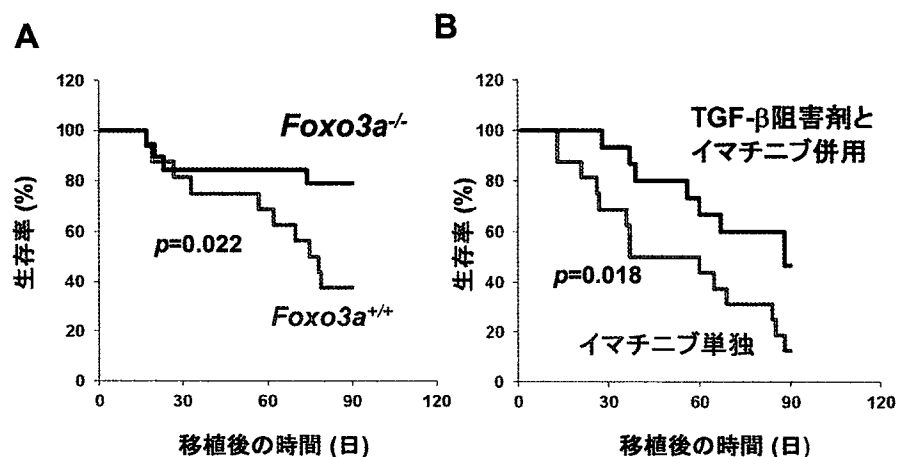 A
120
100
80
60
40
20
0
生存率 (%)
Foxo3a-/-
p=0.022
Foxo3a+/+
0 30 60 90 120
移植後の時間 (日)
B
120
100
80
60
40
20
0
生存率 (%)
TGF-β阻害剤と
イマチニブ併用
p=0.018
イマチニブ単独
0 30 60 90 120
移植後の時間 (日)